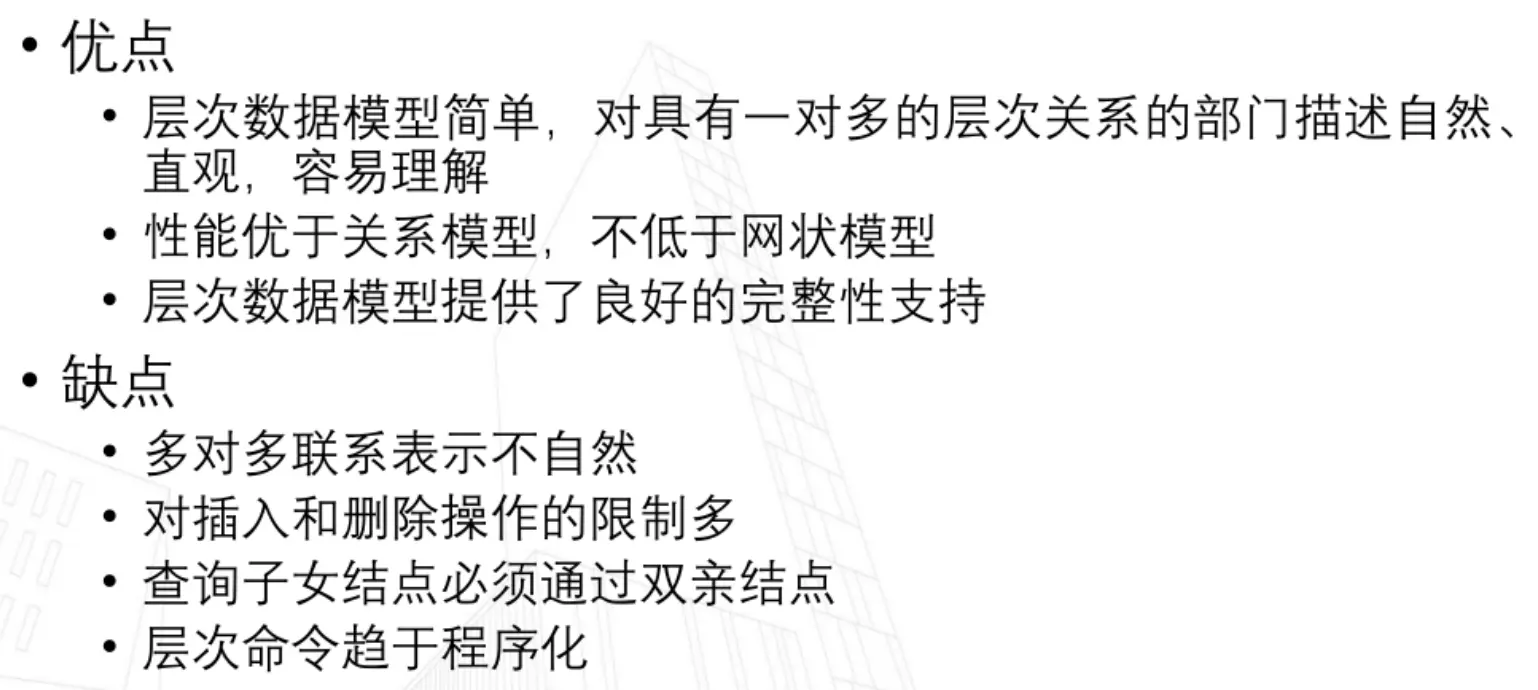 • 优点
• 层次数据模型简单，对具有一对多的层次关系的部门描述自然、
直观，容易理解
• 性能优于关系模型，不低于网状模型
• 层次数据模型提供了良好的完整性支持
• 缺点
• 多对多联系表示不自然
• 对插入和删除操作的限制多
• 查询子女结点必须通过双亲结点
• 层次命令趋于程序化